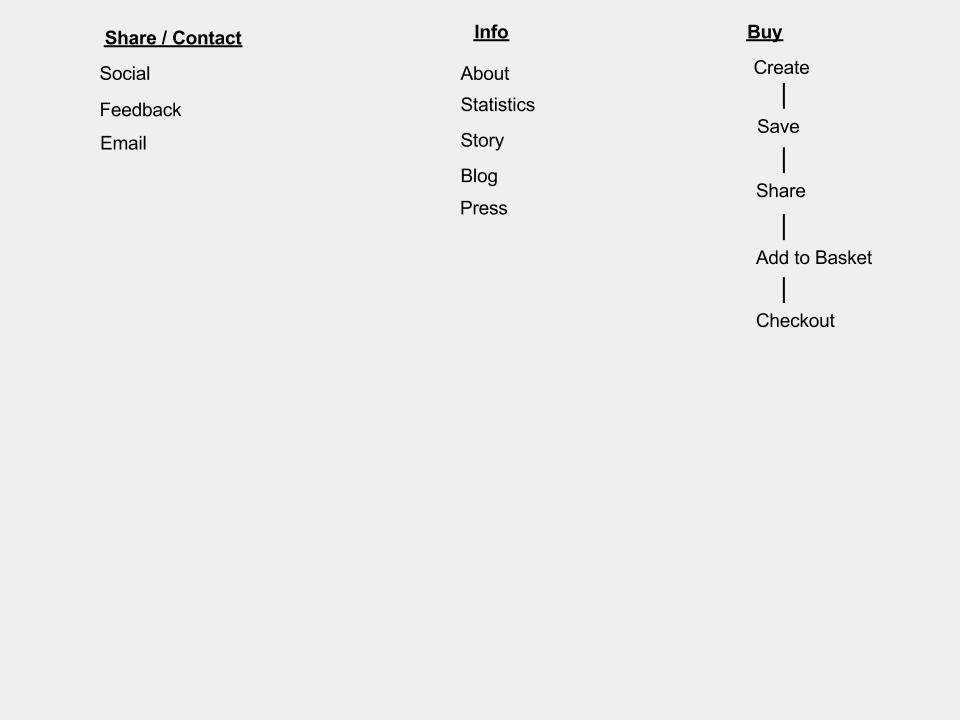 Share / Contact
Social
Feedback
Email
Info
About
Statistics
Story
Blog
Press
Buy
Create
Save
Share
Add to Basket
Checkout